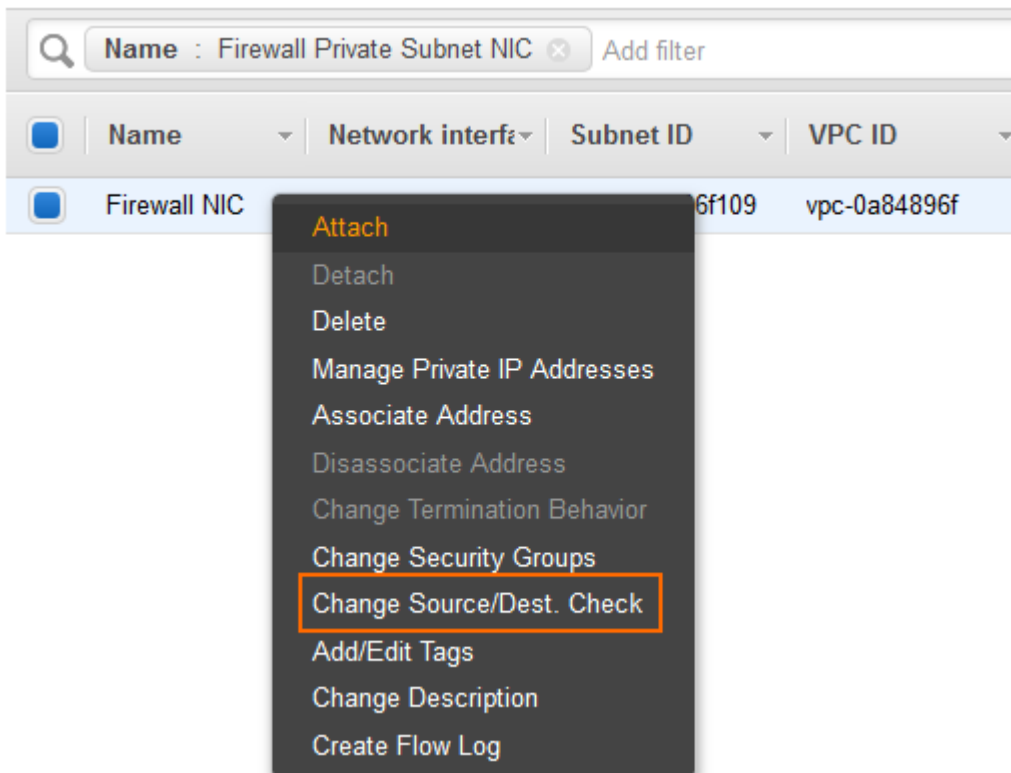 Name : Firewall Private Subnet NIC Add filter
Name Network interfa Subnet ID VPC ID
Firewall NIC 6f109 vpc-0a84896f
Attach
Detach
Delete
Manage Private IP Addresses
Associate Address
Disassociate Address
Change Termination Behavior
Change Security Groups
Change Source/Dest. Check
Add/Edit Tags
Change Description
Create Flow Log